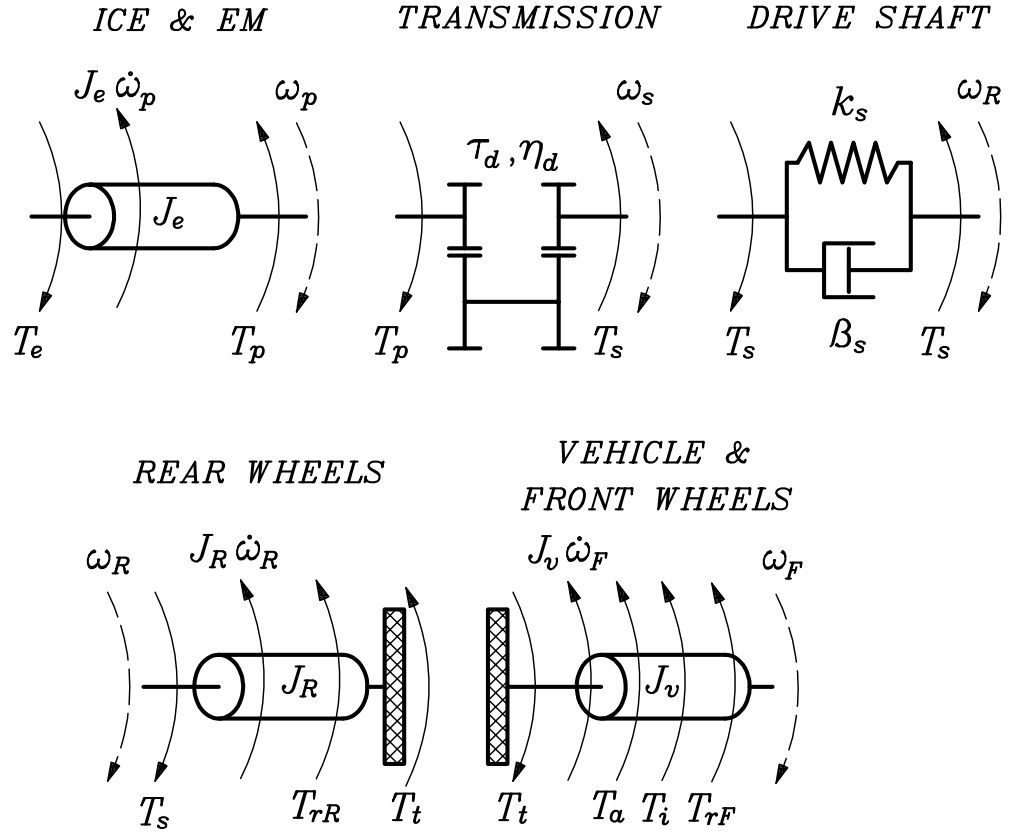 ICE & EM
TRANSMISSION
DRIVE SHAFT
J_e ω̇_p
ω_p
ω_s
k_s
ω_R
τ_d, η_d
J_e
T_e
T_p
T_p
T_s
T_s
β_s
T_s
REAR WHEELS
VEHICLE &
FRONT WHEELS
ω_R
J_R ω̇_R
J_v ω̇_F
ω_F
J_R
J_v
T_s
T_rR
T_t
T_t
T_a
T_i
T_rF